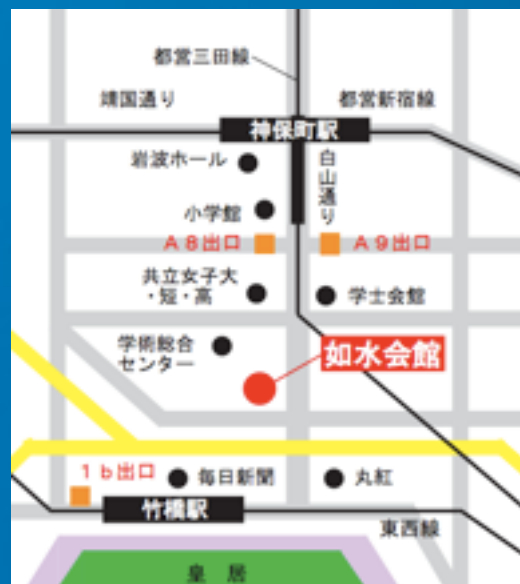 都営三田線
靖国通り
都営新宿線
神保町駅
岩波ホール
白山通り
小学館
A8出口
A9出口
共立女子大
・短・高
学士会館
学術総合
センター
如水会館
1b出口
毎日新聞
丸紅
竹橋駅
東西線
皇居